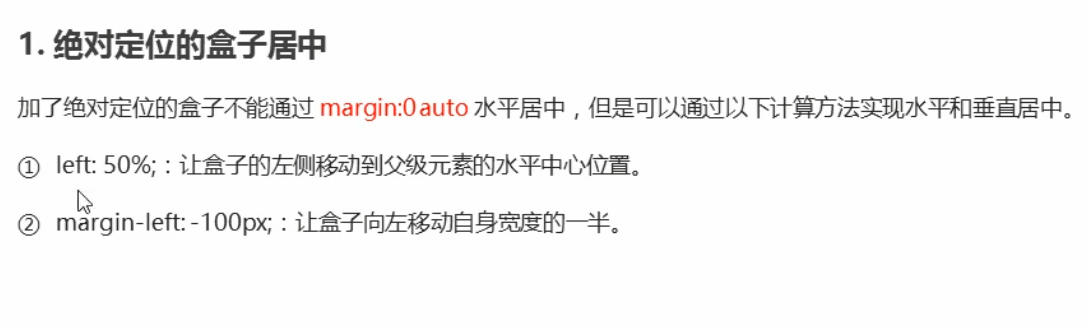 1. 绝对定位的盒子居中
加了绝对定位的盒子不能通过 margin:0 auto 水平居中，但是可以通过以下计算方法实现水平和垂直居中。
① left: 50%;：让盒子的左侧移动到父级元素的水平中心位置。
② margin-left: -100px;：让盒子向左移动自身宽度的一半。